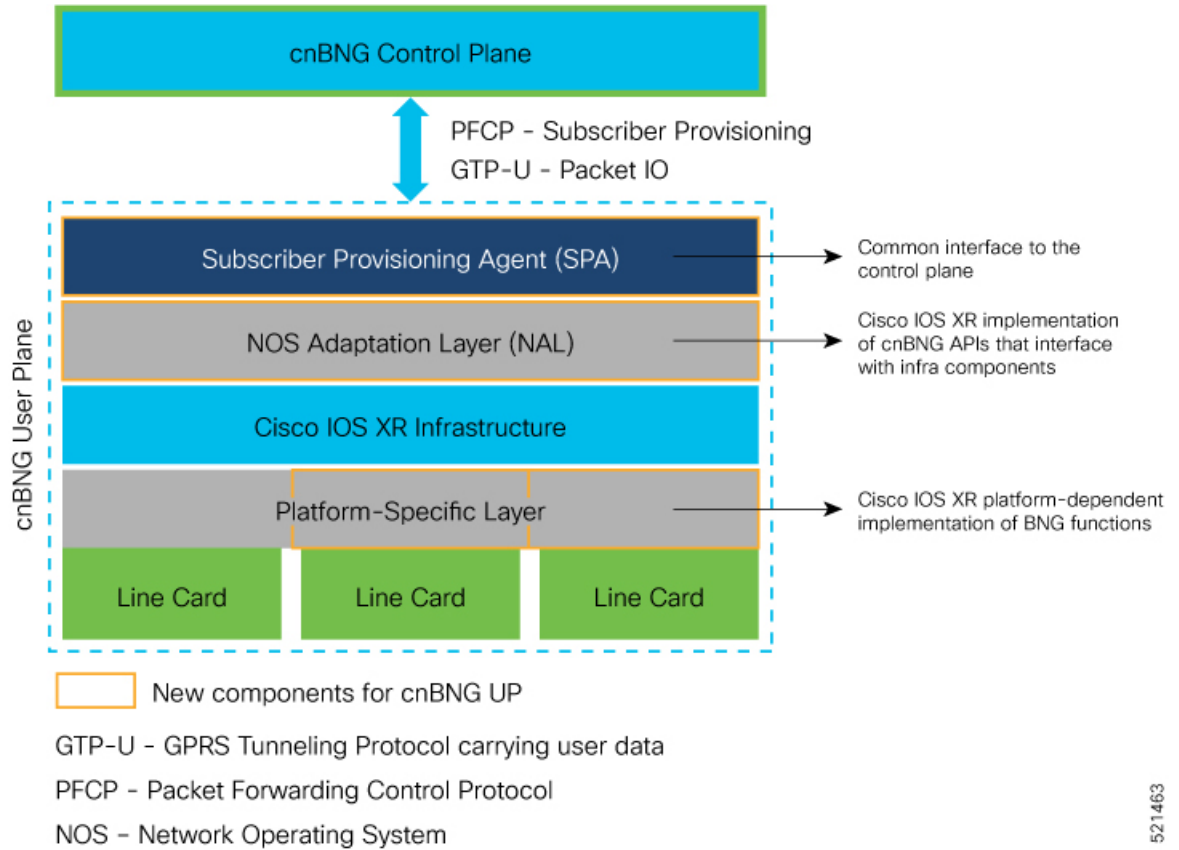 cnBNG Control Plane
PFCP - Subscriber Provisioning
GTP-U - Packet IO
cnBNG User Plane
Subscriber Provisioning Agent (SPA)
Common interface to the
control plane
NOS Adaptation Layer (NAL)
Cisco IOS XR implementation
of cnBNG APIs that interface
with infra components
Cisco IOS XR Infrastructure
Platform-Specific Layer
Cisco IOS XR platform-dependent
implementation of BNG functions
Line Card
Line Card
Line Card
New components for cnBNG UP
GTP-U - GPRS Tunneling Protocol carrying user data
PFCP - Packet Forwarding Control Protocol
NOS – Network Operating System
521463